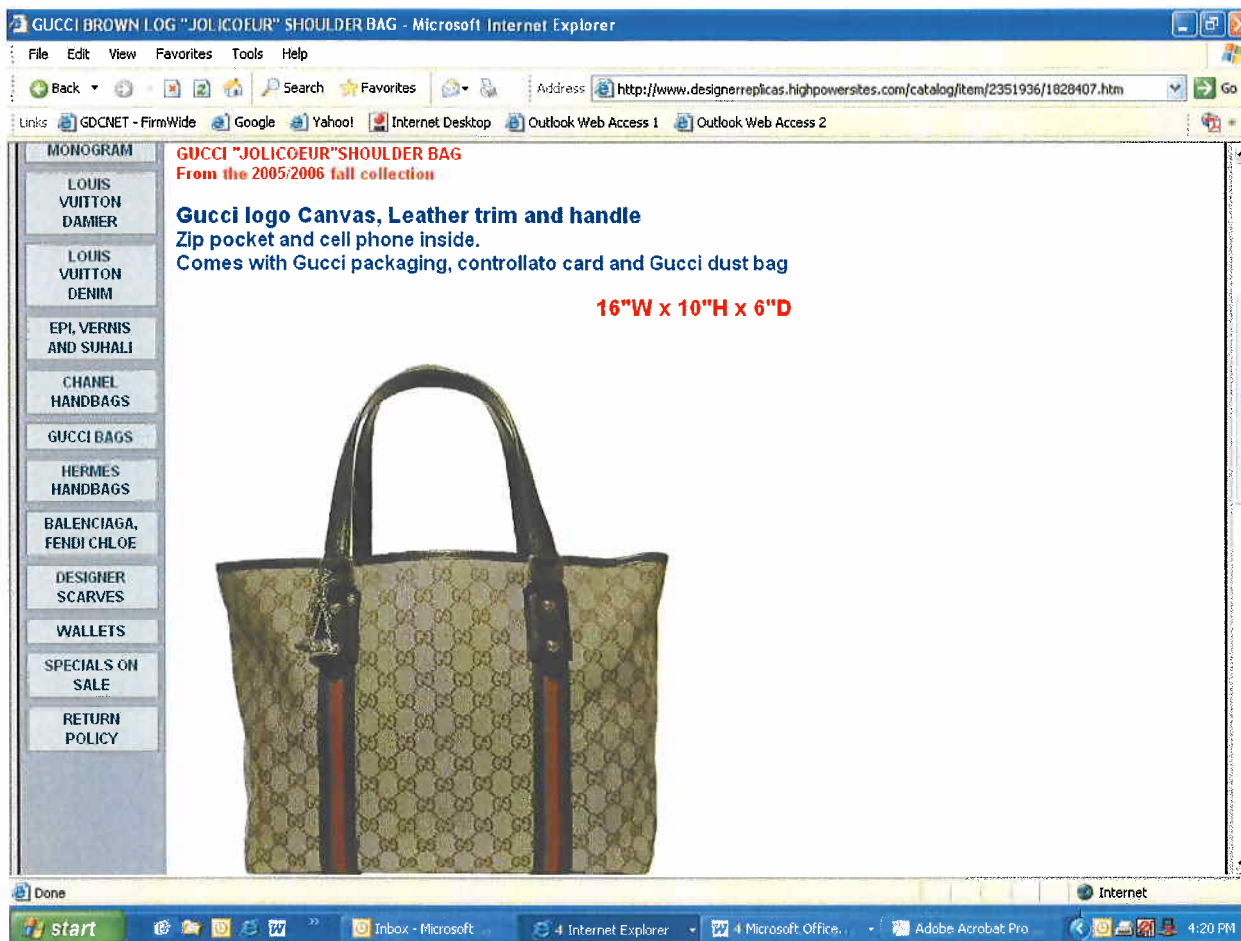 GUCCI BROWN LOG "JOLICOEUR" SHOULDER BAG - Microsoft Internet Explorer
File Edit View Favorites Tools Help
Back Search Favorites Address http://www.designerreplicas.highpowersites.com/catalog/item/2351936/1828407.htm Go
Links GDCNET - FirmWide Google Yahoo! Internet Desktop Outlook Web Access 1 Outlook Web Access 2
MONOGRAM
LOUIS
VUITTON
DAMIER
LOUIS
VUITTON
DENIM
EPI, VERNIS
AND SUHALI
CHANEL
HANDBAGS
GUCCI BAGS
HERMES
HANDBAGS
BALENCIAGA,
FENDI CHLOE
DESIGNER
SCARVES
WALLETS
SPECIALS ON
SALE
RETURN
POLICY
GUCCI "JOLICOEUR"SHOULDER BAG
From the 2005/2006 fall collection
Gucci logo Canvas, Leather trim and handle
Zip pocket and cell phone inside.
Comes with Gucci packaging, controllato card and Gucci dust bag
16"W x 10"H x 6"D
Done Internet
start Inbox - Microsoft ... 4 Internet Explorer 4 Microsoft Office... Adobe Acrobat Pro... 4:20 PM